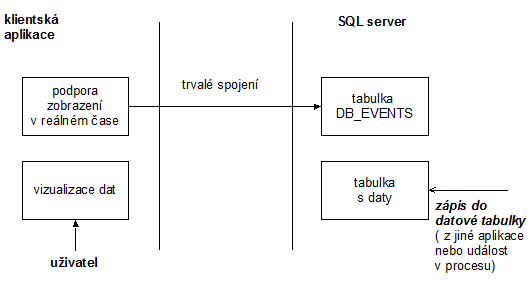 klientská
aplikace
SQL server
podpora
zobrazení
v reálném čase
trvalé spojení
tabulka
DB_EVENTS
vizualizace dat
tabulka
s daty
zápis do
datové tabulky
( z jiné aplikace
nebo událost
v procesu)
uživatel